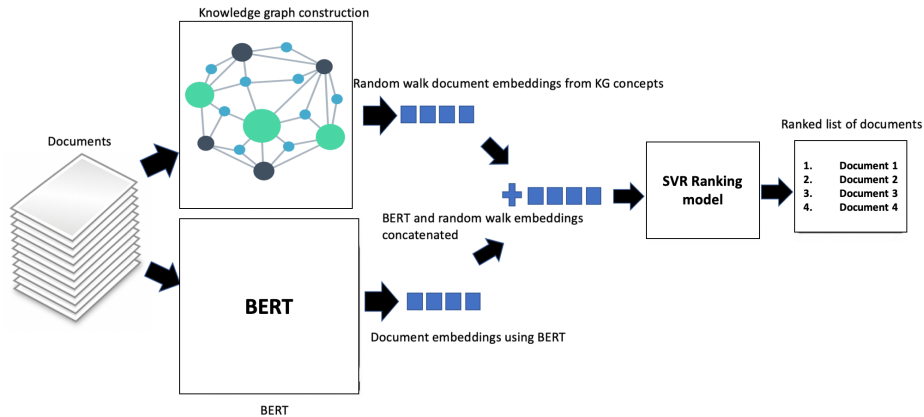 Knowledge graph construction
Random walk document embeddings from KG concepts
Documents
BERT and random walk embeddings
concatenated
SVR Ranking
model
Ranked list of documents
1. Document 1
2. Document 2
3. Document 3
4. Document 4
BERT
Document embeddings using BERT
BERT